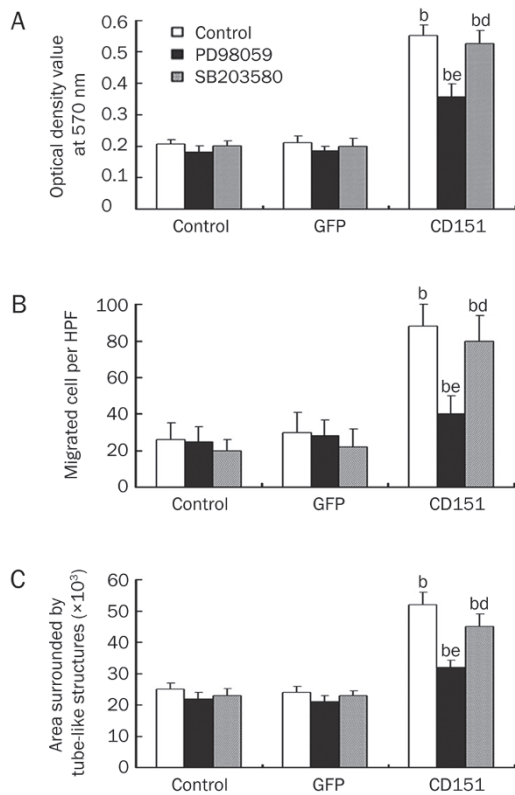 A
Optical density value
at 570 nm
0.6
0.5
0.4
0.3
0.2
0.1
0
Control
PD98059
SB203580
b
be
bd
Control
GFP
CD151
B
Migrated cell per HPF
100
80
60
40
20
0
b
be
bd
Control
GFP
CD151
C
Area surrounded by
tube-like structures (×10³)
60
50
40
30
20
10
0
b
be
bd
Control
GFP
CD151